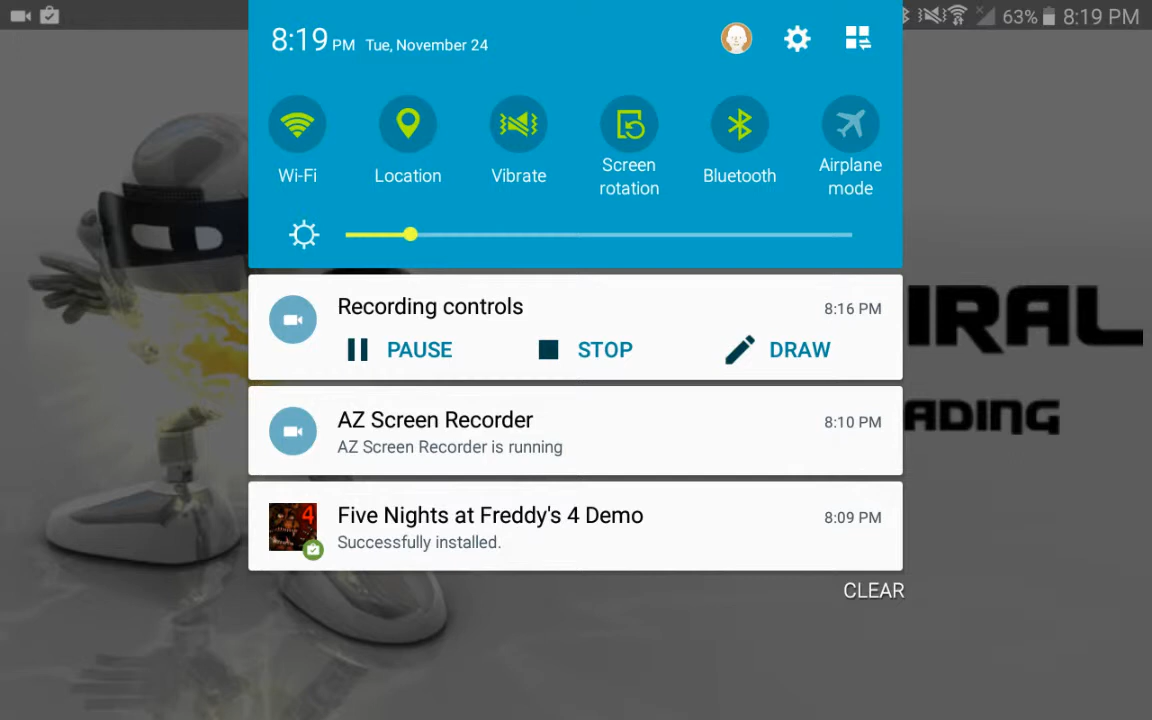 63% 8:19 PM
8:19 PM Tue, November 24
Wi-Fi
Location
Vibrate
Screen
rotation
Bluetooth
Airplane
mode
Recording controls 8:16 PM
PAUSE STOP DRAW
AZ Screen Recorder 8:10 PM
AZ Screen Recorder is running
4
Five Nights at Freddy's 4 Demo 8:09 PM
Successfully installed.
CLEAR
IRAL
ADING